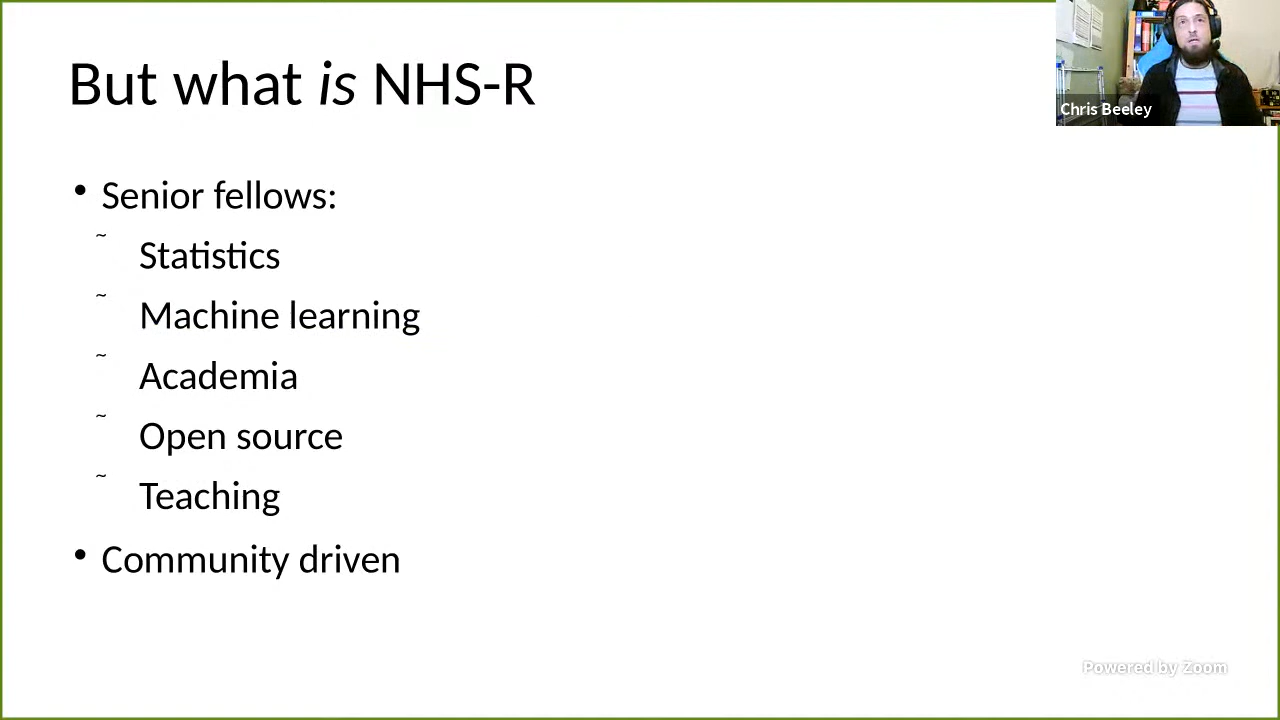 But what is NHS-R
Chris Beeley
• Senior fellows:
~ Statistics
~ Machine learning
~ Academia
~ Open source
~ Teaching
• Community driven
Powered by Zoom